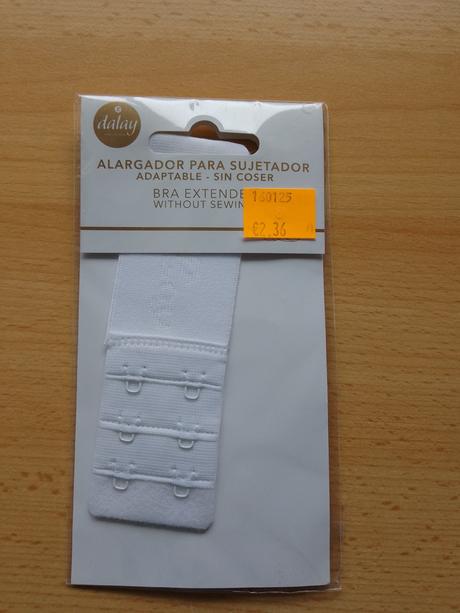 dalay
ALARGADOR PARA SUJETADOR
ADAPTABLE - SIN COSER
BRA EXTENDE
WITHOUT SEWIN
160125
€2.36